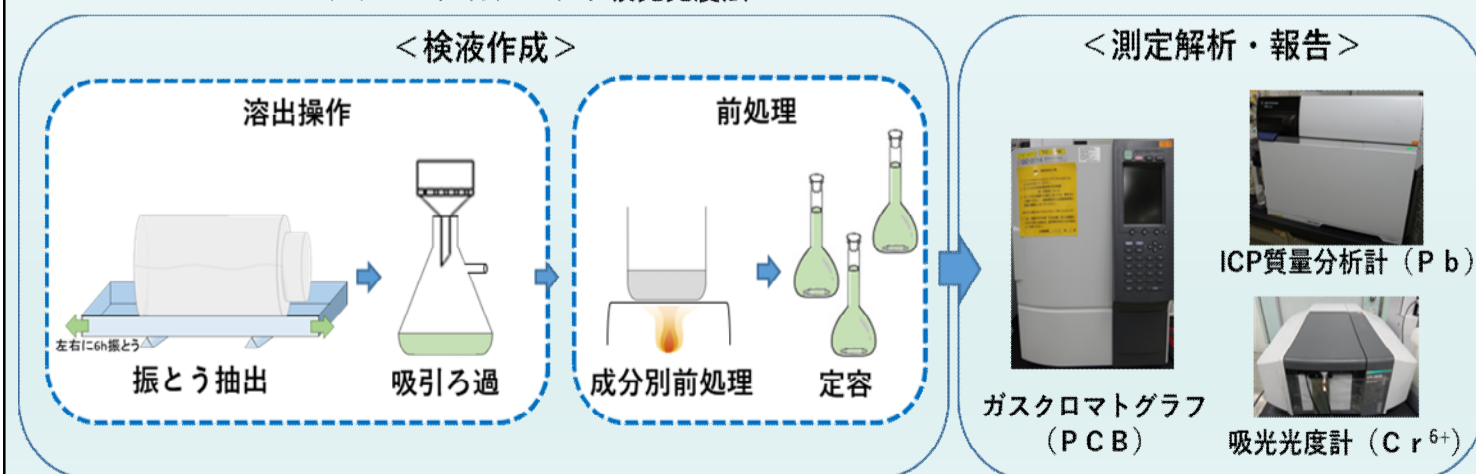 ＜検液作成＞
溶出操作
左右に6h振とう
振とう抽出
吸引ろ過
前処理
成分別前処理
定容
＜測定解析・報告＞
ガスクロマトグラフ
（ＰＣＢ）
ICP質量分析計（Ｐｂ）
吸光光度計（Ｃｒ⁶⁺）